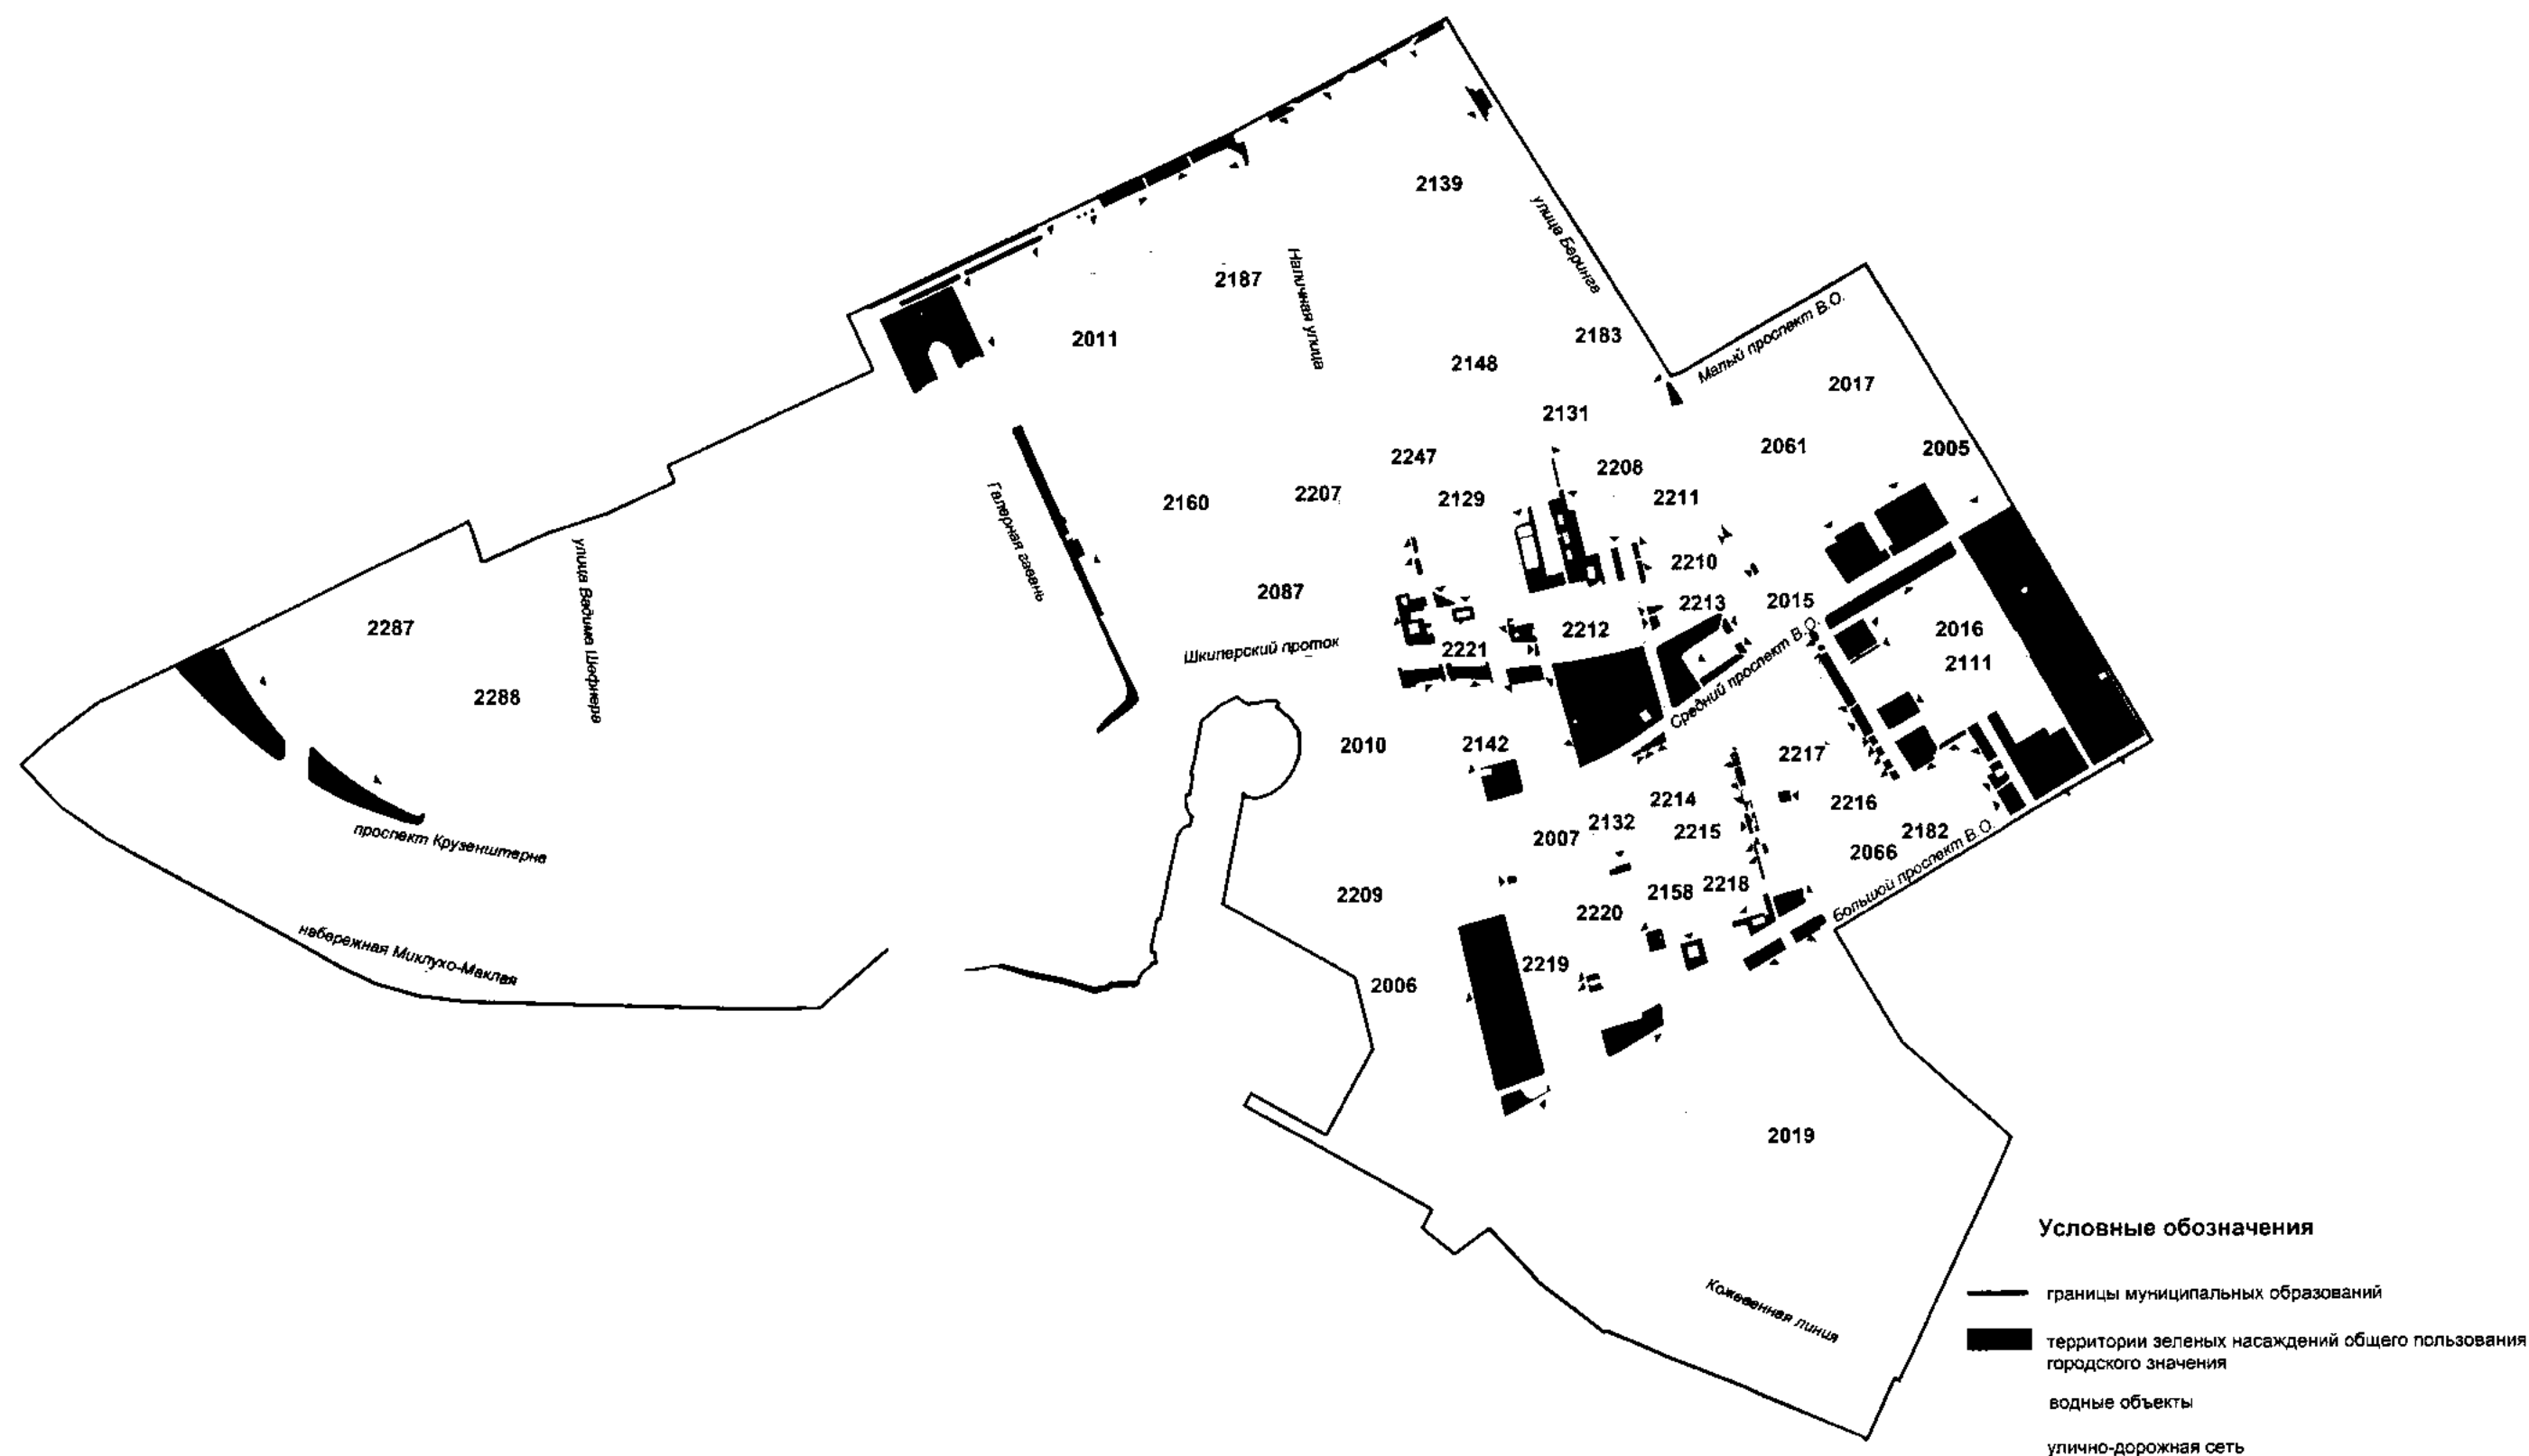 2139
улица Беринга
2187
Наличная улица
2011
2183
Малый проспект В.О.
2148
2017
2131
2061
2005
2247
2208
2160
2207
2129
2211
Галерная гавань
улица Вадима Шефнера
2210
2087
2213
2015
2287
2212
2016
Шкиперский проток
2221
2111
2288
Средний проспект В.О.
2010
2142
2217
2214
2216
2132
2215
2007
2182
проспект Крузенштерна
2066
Большой проспект В.О.
2209
2158
2218
2220
набережная Миклухо-Маклая
2219
2006
2019
Кожевенная линия
Условные обозначения
границы муниципальных образований
территории зеленых насаждений общего пользования
городского значения
водные объекты
улично-дорожная сеть